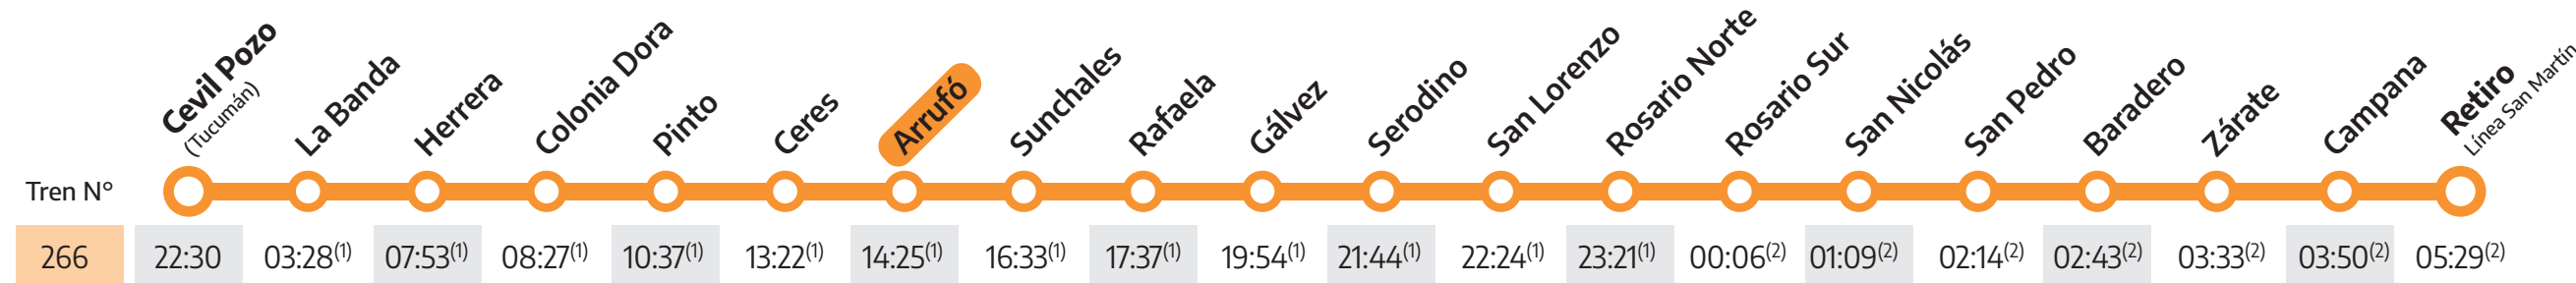 Cevil Pozo
(Tucumán)
La Banda
Herrera
Colonia Dora
Pinto
Ceres
Arrufó
Sunchales
Rafaela
Gálvez
Serodino
San Lorenzo
Rosario Norte
Rosario Sur
San Nicolás
San Pedro
Baradero
Zárate
Campana
Retiro
Línea San Martín
Tren N°
266 22:30 03:28(1) 07:53(1) 08:27(1) 10:37(1) 13:22(1) 14:25(1) 16:33(1) 17:37(1) 19:54(1) 21:44(1) 22:24(1) 23:21(1) 00:06(2) 01:09(2) 02:14(2) 02:43(2) 03:33(2) 03:50(2) 05:29(2)